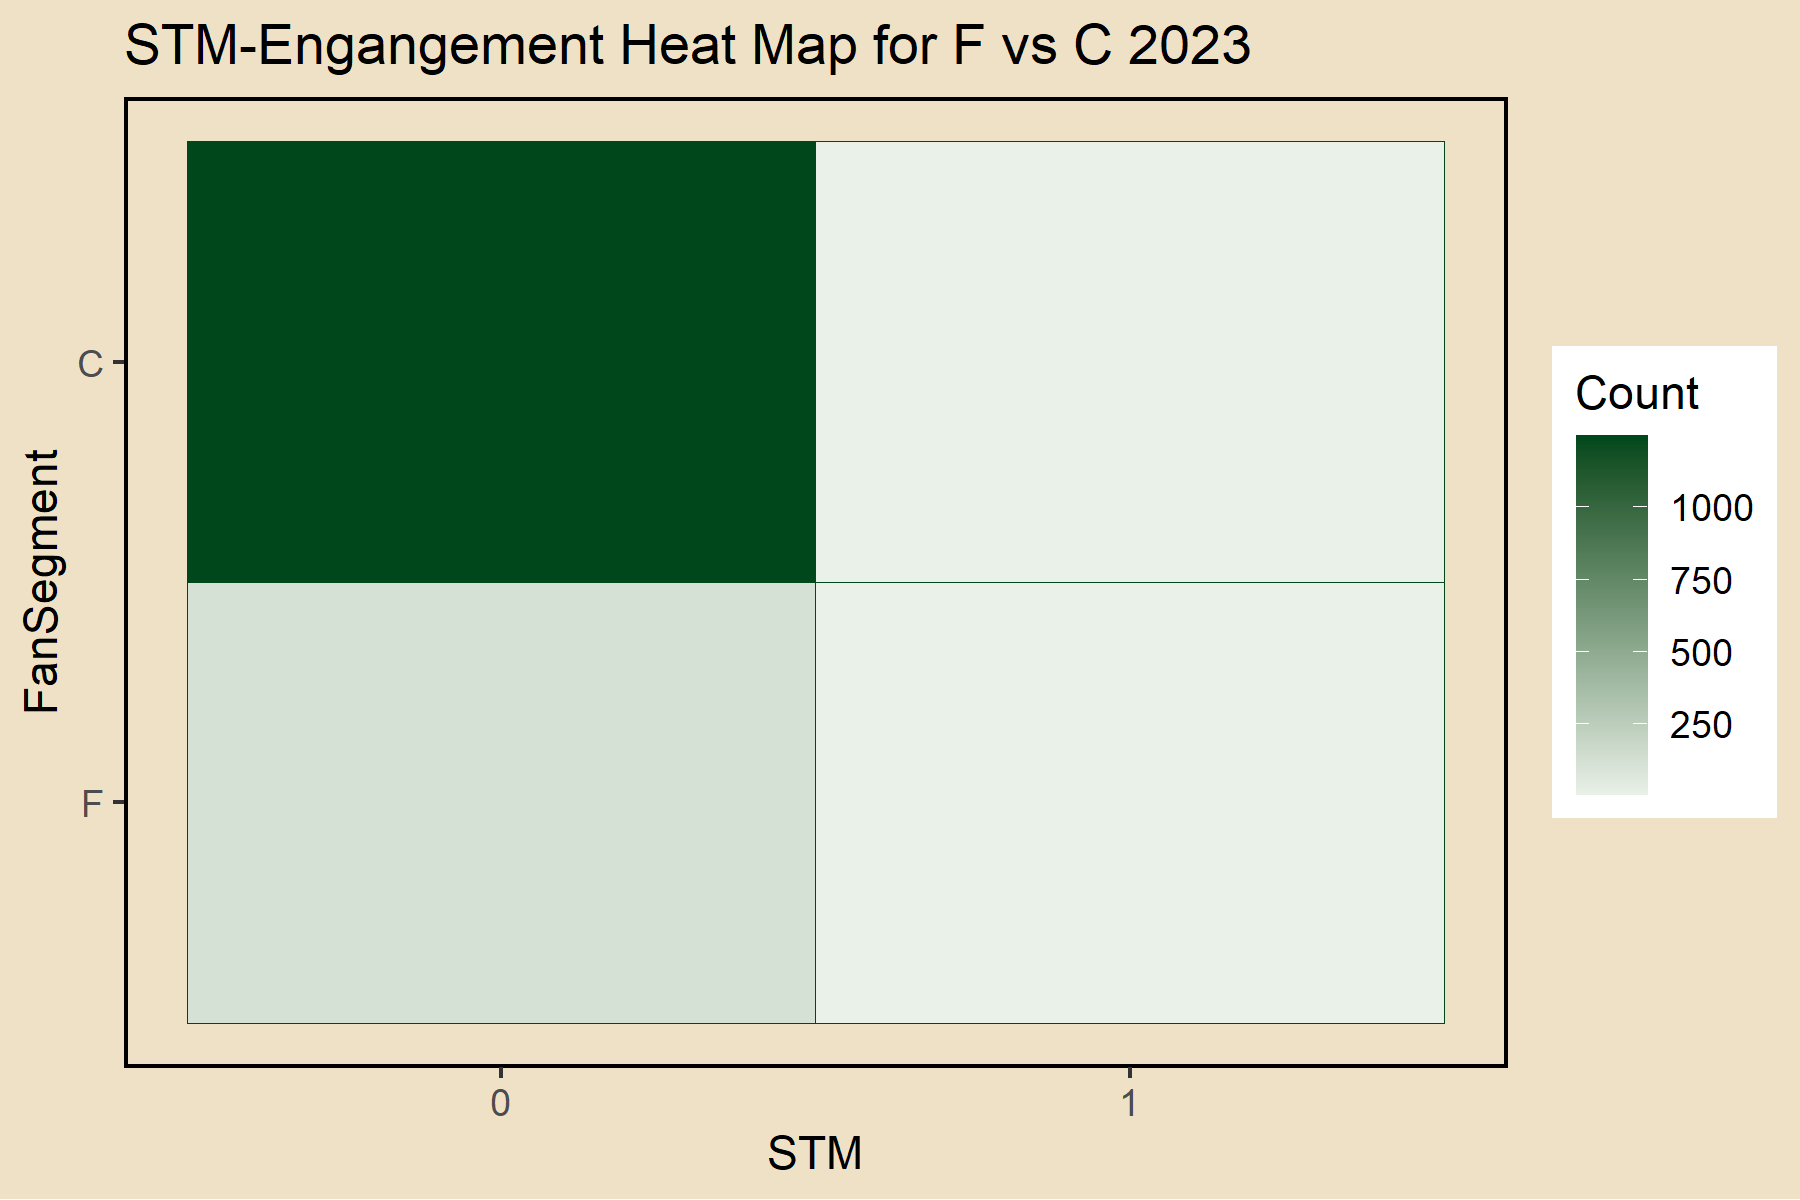 STM-Engangement Heat Map for F vs C 2023
FanSegment
C
F
0
1
STM
Count
1000
750
500
250